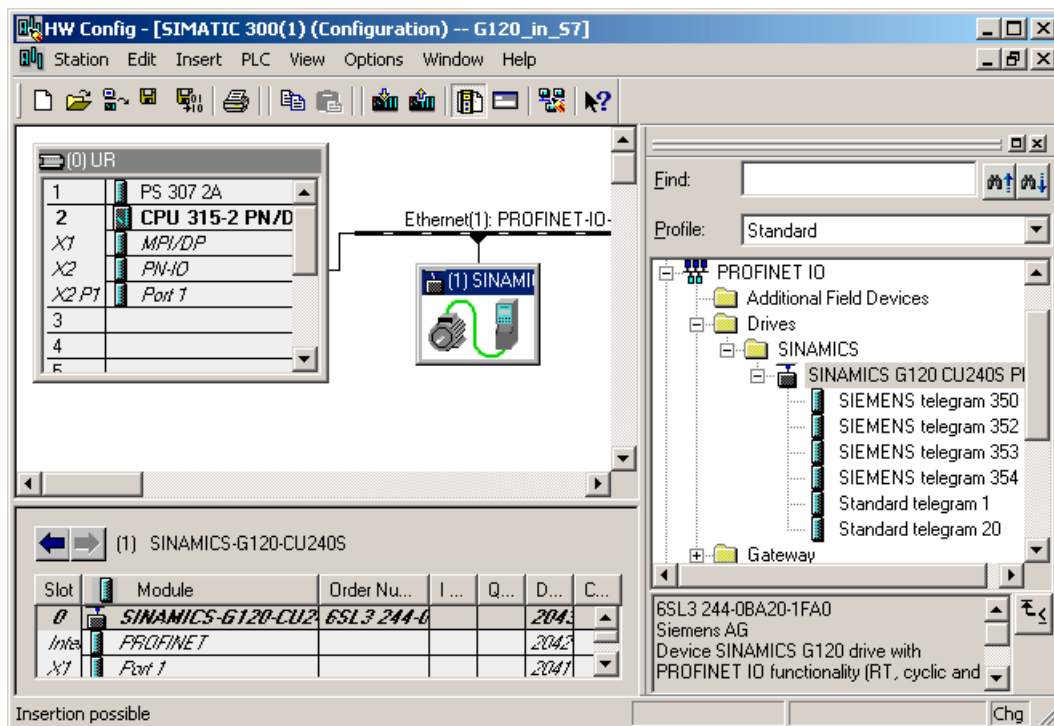 HW Config - [SIMATIC 300(1) (Configuration) -- G120_in_S7]
Station Edit Insert PLC View Options Window Help
(0) UR
1 PS 307 2A
2 CPU 315-2 PN/D
X1 MPI/DP
X2 PN-IO
X2 P1 Port 1
3
4
5
Ethernet(1): PROFINET-IO-
(1) SINAMI
Find:
Profile: Standard
PROFINET IO
Additional Field Devices
Drives
SINAMICS
SINAMICS G120 CU240S P
SIEMENS telegram 350
SIEMENS telegram 352
SIEMENS telegram 353
SIEMENS telegram 354
Standard telegram 1
Standard telegram 20
Gateway
(1) SINAMICS-G120-CU240S
Slot Module Order Nu... I ... Q... D... C...
0 SINAMICS-G120-CU2 6SL3 244-0 2043
Inte PROFINET 2042
X1 Port 1 2041
6SL3 244-0BA20-1FA0
Siemens AG
Device SINAMICS G120 drive with
PROFINET IO functionality (RT, cyclic and
Insertion possible
Chg